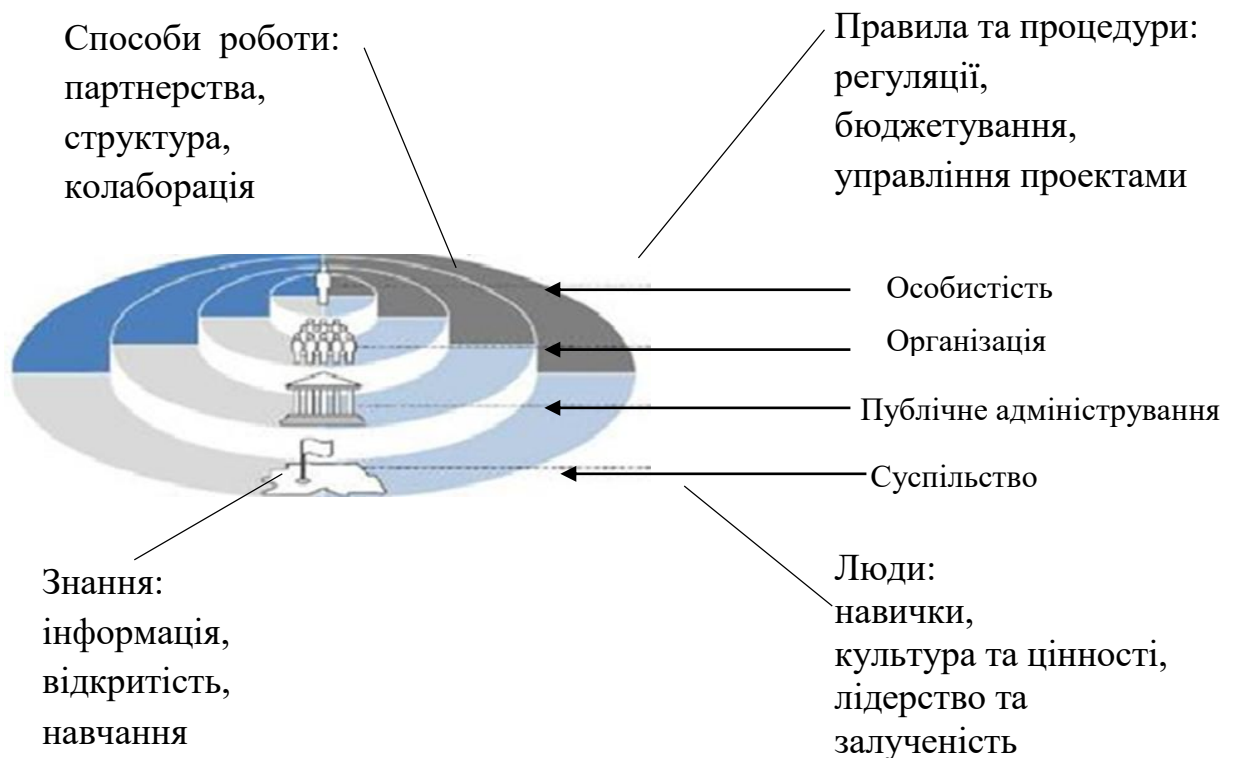 Способи роботи:
партнерства,
структура,
колаборація
Правила та процедури:
регуляції,
бюджетування,
управління проектами
Особистість
Організація
Публічне адміністрування
Суспільство
Знання:
інформація,
відкритість,
навчання
Люди:
навички,
культура та цінності,
лідерство та
залученість